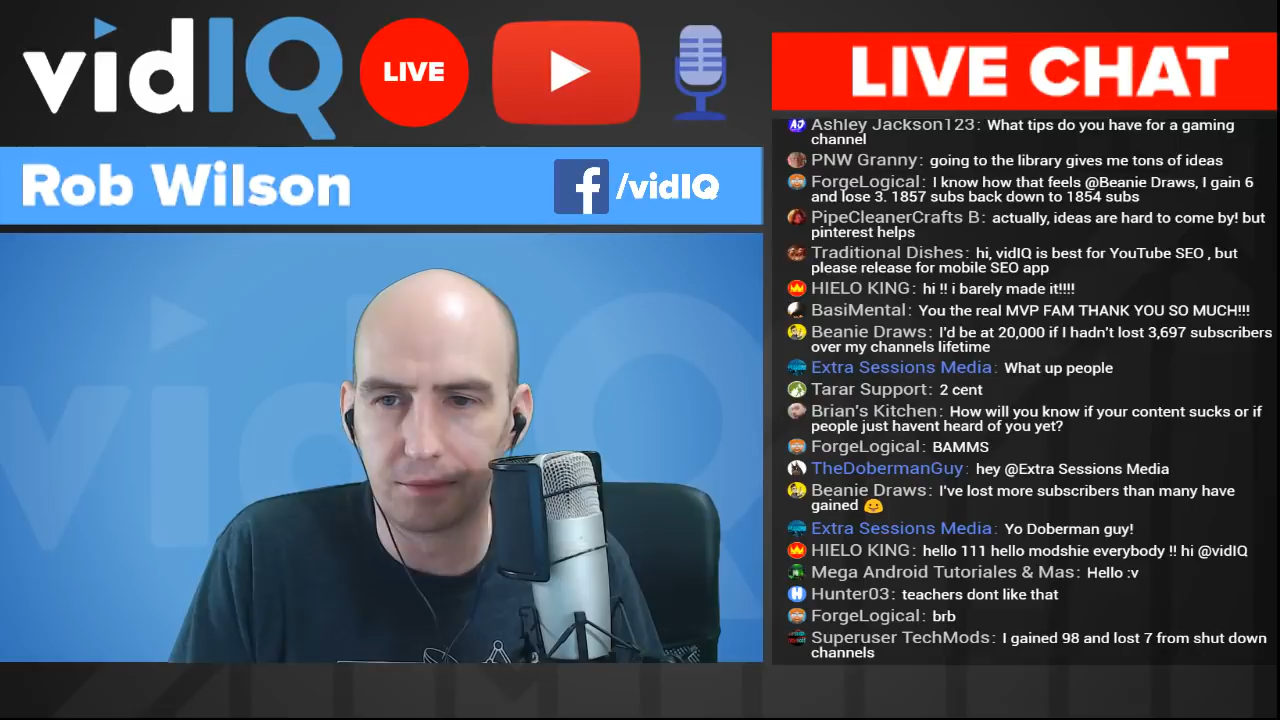 vidIQ
LIVE
Rob Wilson
f /vidIQ
LIVE CHAT
AJ Ashley Jackson123: What tips do you have for a gaming
channel
PNW Granny: going to the library gives me tons of ideas
ForgeLogical: I know how that feels @Beanie Draws, I gain 6
and lose 3. 1857 subs back down to 1854 subs
PipeCleanerCrafts B: actually, ideas are hard to come by! but
pinterest helps
Traditional Dishes: hi, vidIQ is best for YouTube SEO , but
please release for mobile SEO app
HIELO KING: hi !! i barely made it!!!!
BasiMental: You the real MVP FAM THANK YOU SO MUCH!!!
Beanie Draws: I'd be at 20,000 if I hadn't lost 3,697 subscribers
over my channels lifetime
Extra Sessions Media: What up people
Tarar Support: 2 cent
Brian's Kitchen: How will you know if your content sucks or if
people just havent heard of you yet?
ForgeLogical: BAMMS
TheDobermanGuy: hey @Extra Sessions Media
Beanie Draws: I've lost more subscribers than many have
gained
Extra Sessions Media: Yo Doberman guy!
HIELO KING: hello 111 hello modshie everybody !! hi @vidIQ
Mega Android Tutoriales & Mas: Hello :v
H Hunter03: teachers dont like that
ForgeLogical: brb
Superuser TechMods: I gained 98 and lost 7 from shut down
channels